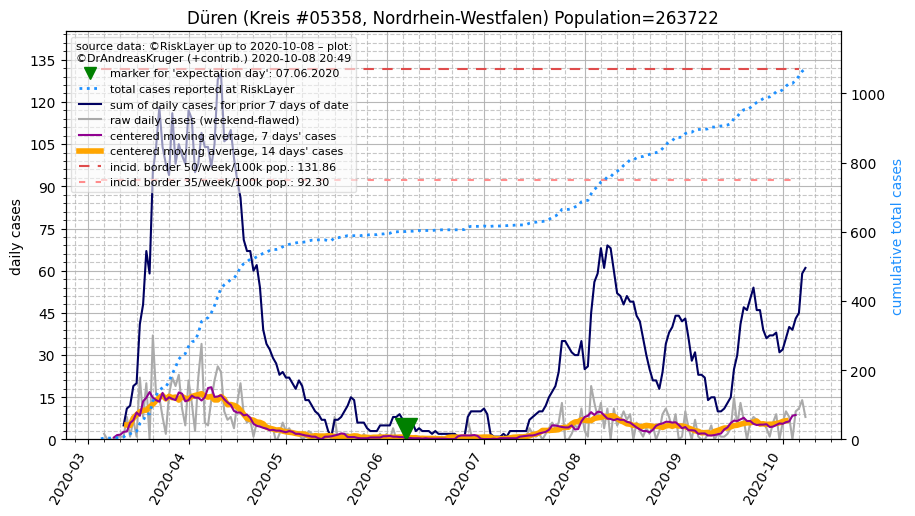 Düren (Kreis #05358, Nordrhein-Westfalen) Population=263722
source data: ©RiskLayer up to 2020-10-08 – plot:
©DrAndreasKruger (+contrib.) 2020-10-08 20:49
marker for 'expectation day': 07.06.2020
total cases reported at RiskLayer
sum of daily cases, for prior 7 days of date
raw daily cases (weekend-flawed)
centered moving average, 7 days' cases
centered moving average, 14 days' cases
incid. border 50/week/100k pop.: 131.86
incid. border 35/week/100k pop.: 92.30
daily cases
135
120
105
90
75
60
45
30
15
0
cumulative total cases
1000
800
600
400
200
0
2020-03
2020-04
2020-05
2020-06
2020-07
2020-08
2020-09
2020-10